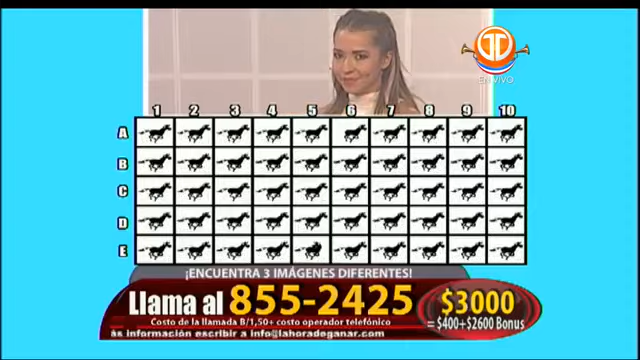 EN VIVO
1 2 3 4 5 6 7 8 9 10
A
B
C
D
E
¡ENCUENTRA 3 IMÁGENES DIFERENTES!
Llama al 855-2425
$3000
Costo de la llamada B/1,50+ costo operador telefónico
= $400+$2600 Bonus
ás información escribir a info@lahoradeganar.com